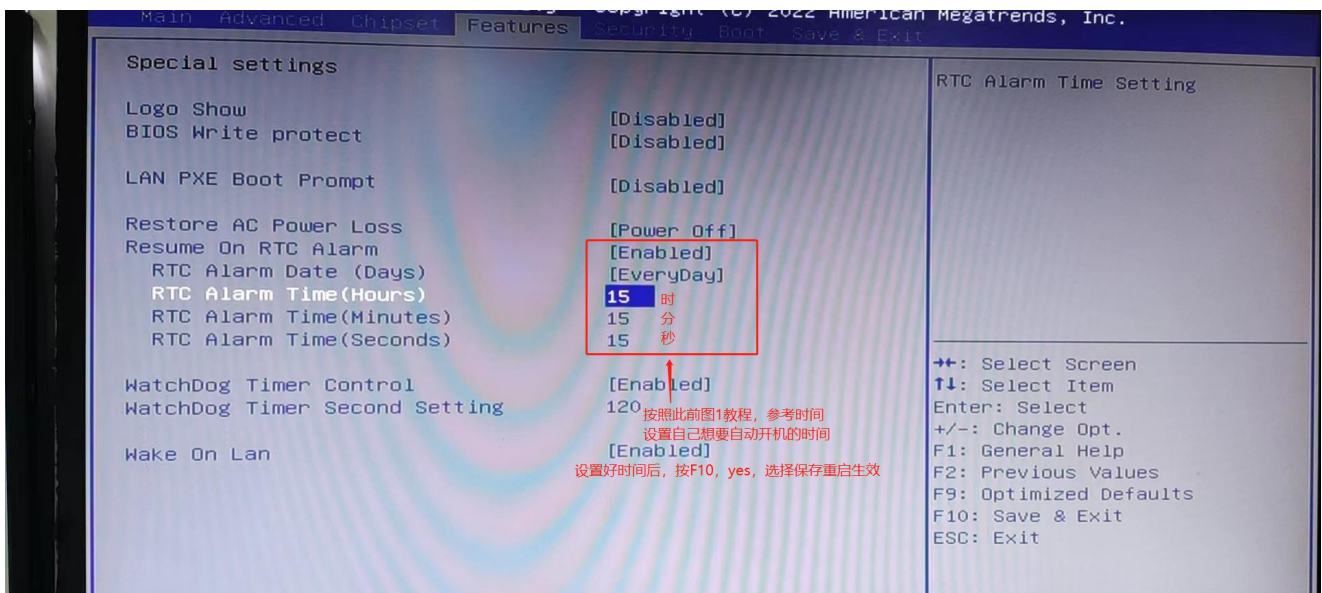 Copyright (C) 2022 American Megatrends, Inc.
Main Advanced Chipset Features Security Boot Save & Exit
Special settings
RTC Alarm Time Setting
Logo Show [Disabled]
BIOS Write protect [Disabled]
LAN PXE Boot Prompt [Disabled]
Restore AC Power Loss [Power Off]
Resume On RTC Alarm [Enabled]
RTC Alarm Date (Days) [EveryDay]
RTC Alarm Time(Hours) 15 时
RTC Alarm Time(Minutes) 15 分
RTC Alarm Time(Seconds) 15 秒
WatchDog Timer Control [Enabled]
WatchDog Timer Second Setting 120
按照此前图1教程，参考时间
设置自己想要自动开机的时间
Wake On Lan [Enabled]
设置好时间后，按F10，yes，选择保存重启生效
→←: Select Screen
↑↓: Select Item
Enter: Select
+/-: Change Opt.
F1: General Help
F2: Previous Values
F9: Optimized Defaults
F10: Save & Exit
ESC: Exit